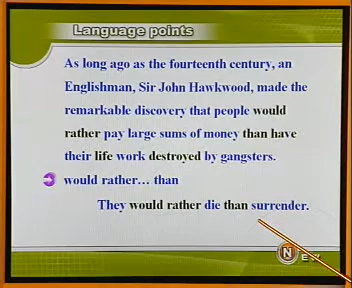 Language points
As long ago as the fourteenth century, an
Englishman, Sir John Hawkwood, made the
remarkable discovery that people would
rather pay large sums of money than have
their life work destroyed by gangsters.
would rather… than
They would rather die than surrender.
N